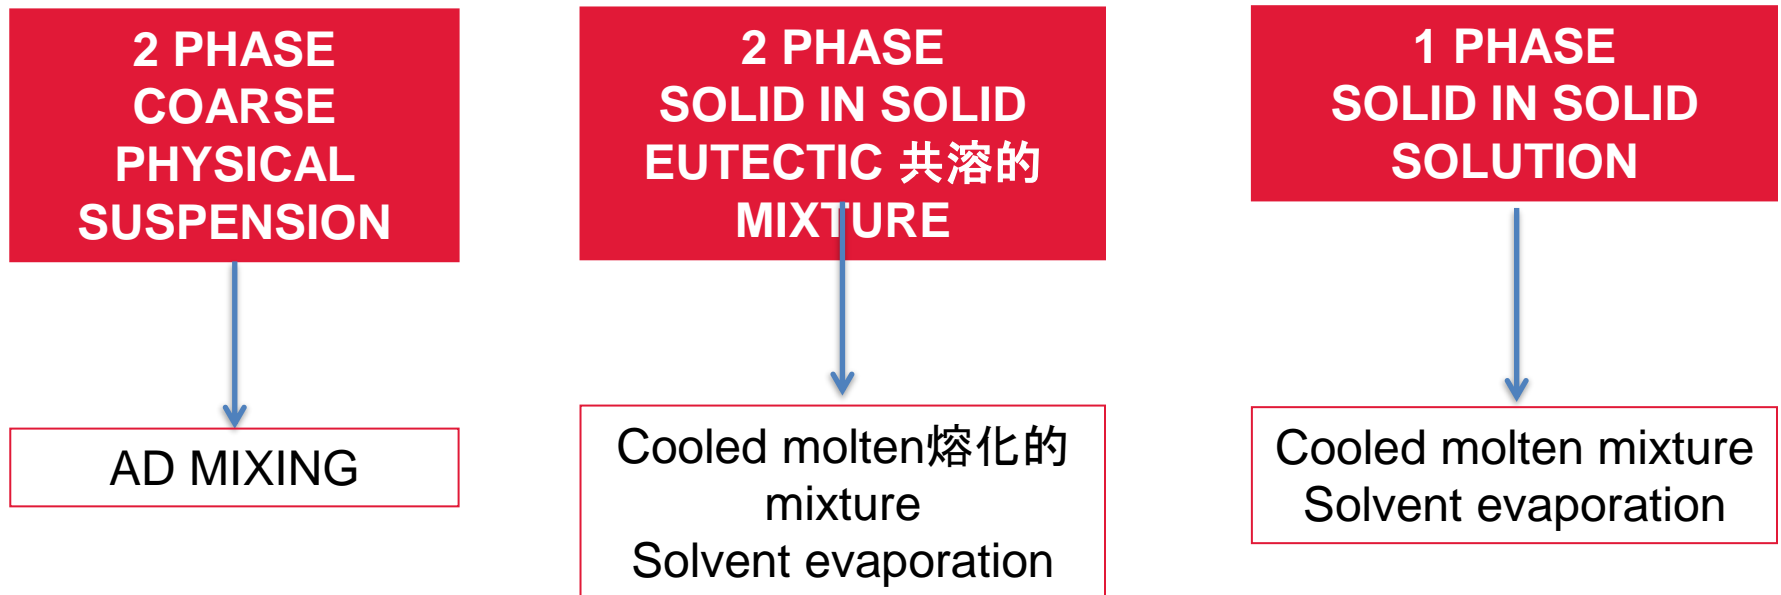 2 PHASE
COARSE
PHYSICAL
SUSPENSION
AD MIXING
2 PHASE
SOLID IN SOLID
EUTECTIC 共溶的
MIXTURE
Cooled molten熔化的
mixture
Solvent evaporation
1 PHASE
SOLID IN SOLID
SOLUTION
Cooled molten mixture
Solvent evaporation